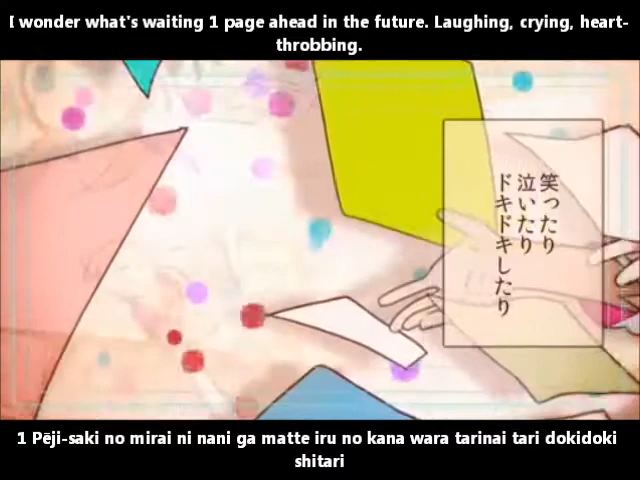 I wonder what's waiting 1 page ahead in the future. Laughing, crying, heart-
throbbing.
笑ったり
泣いたり
ドキドキしたり
1 Pēji-saki no mirai ni nani ga matte iru no kana wara tarinai tari dokidoki
shitari